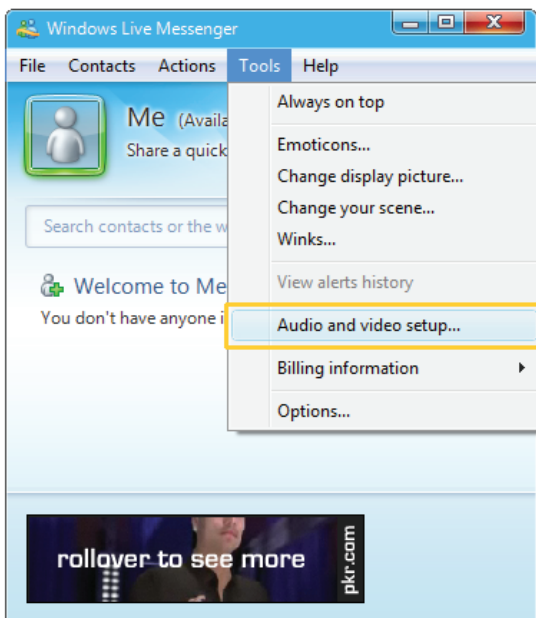 Windows Live Messenger
File Contacts Actions Tools Help
Always on top
Me (Availa
Share a quick
Emoticons...
Change display picture...
Change your scene...
Search contacts or the w
Winks...
Welcome to Me
View alerts history
You don't have anyone i
Audio and video setup...
Billing information
Options...
rollover to see more
pkr.com